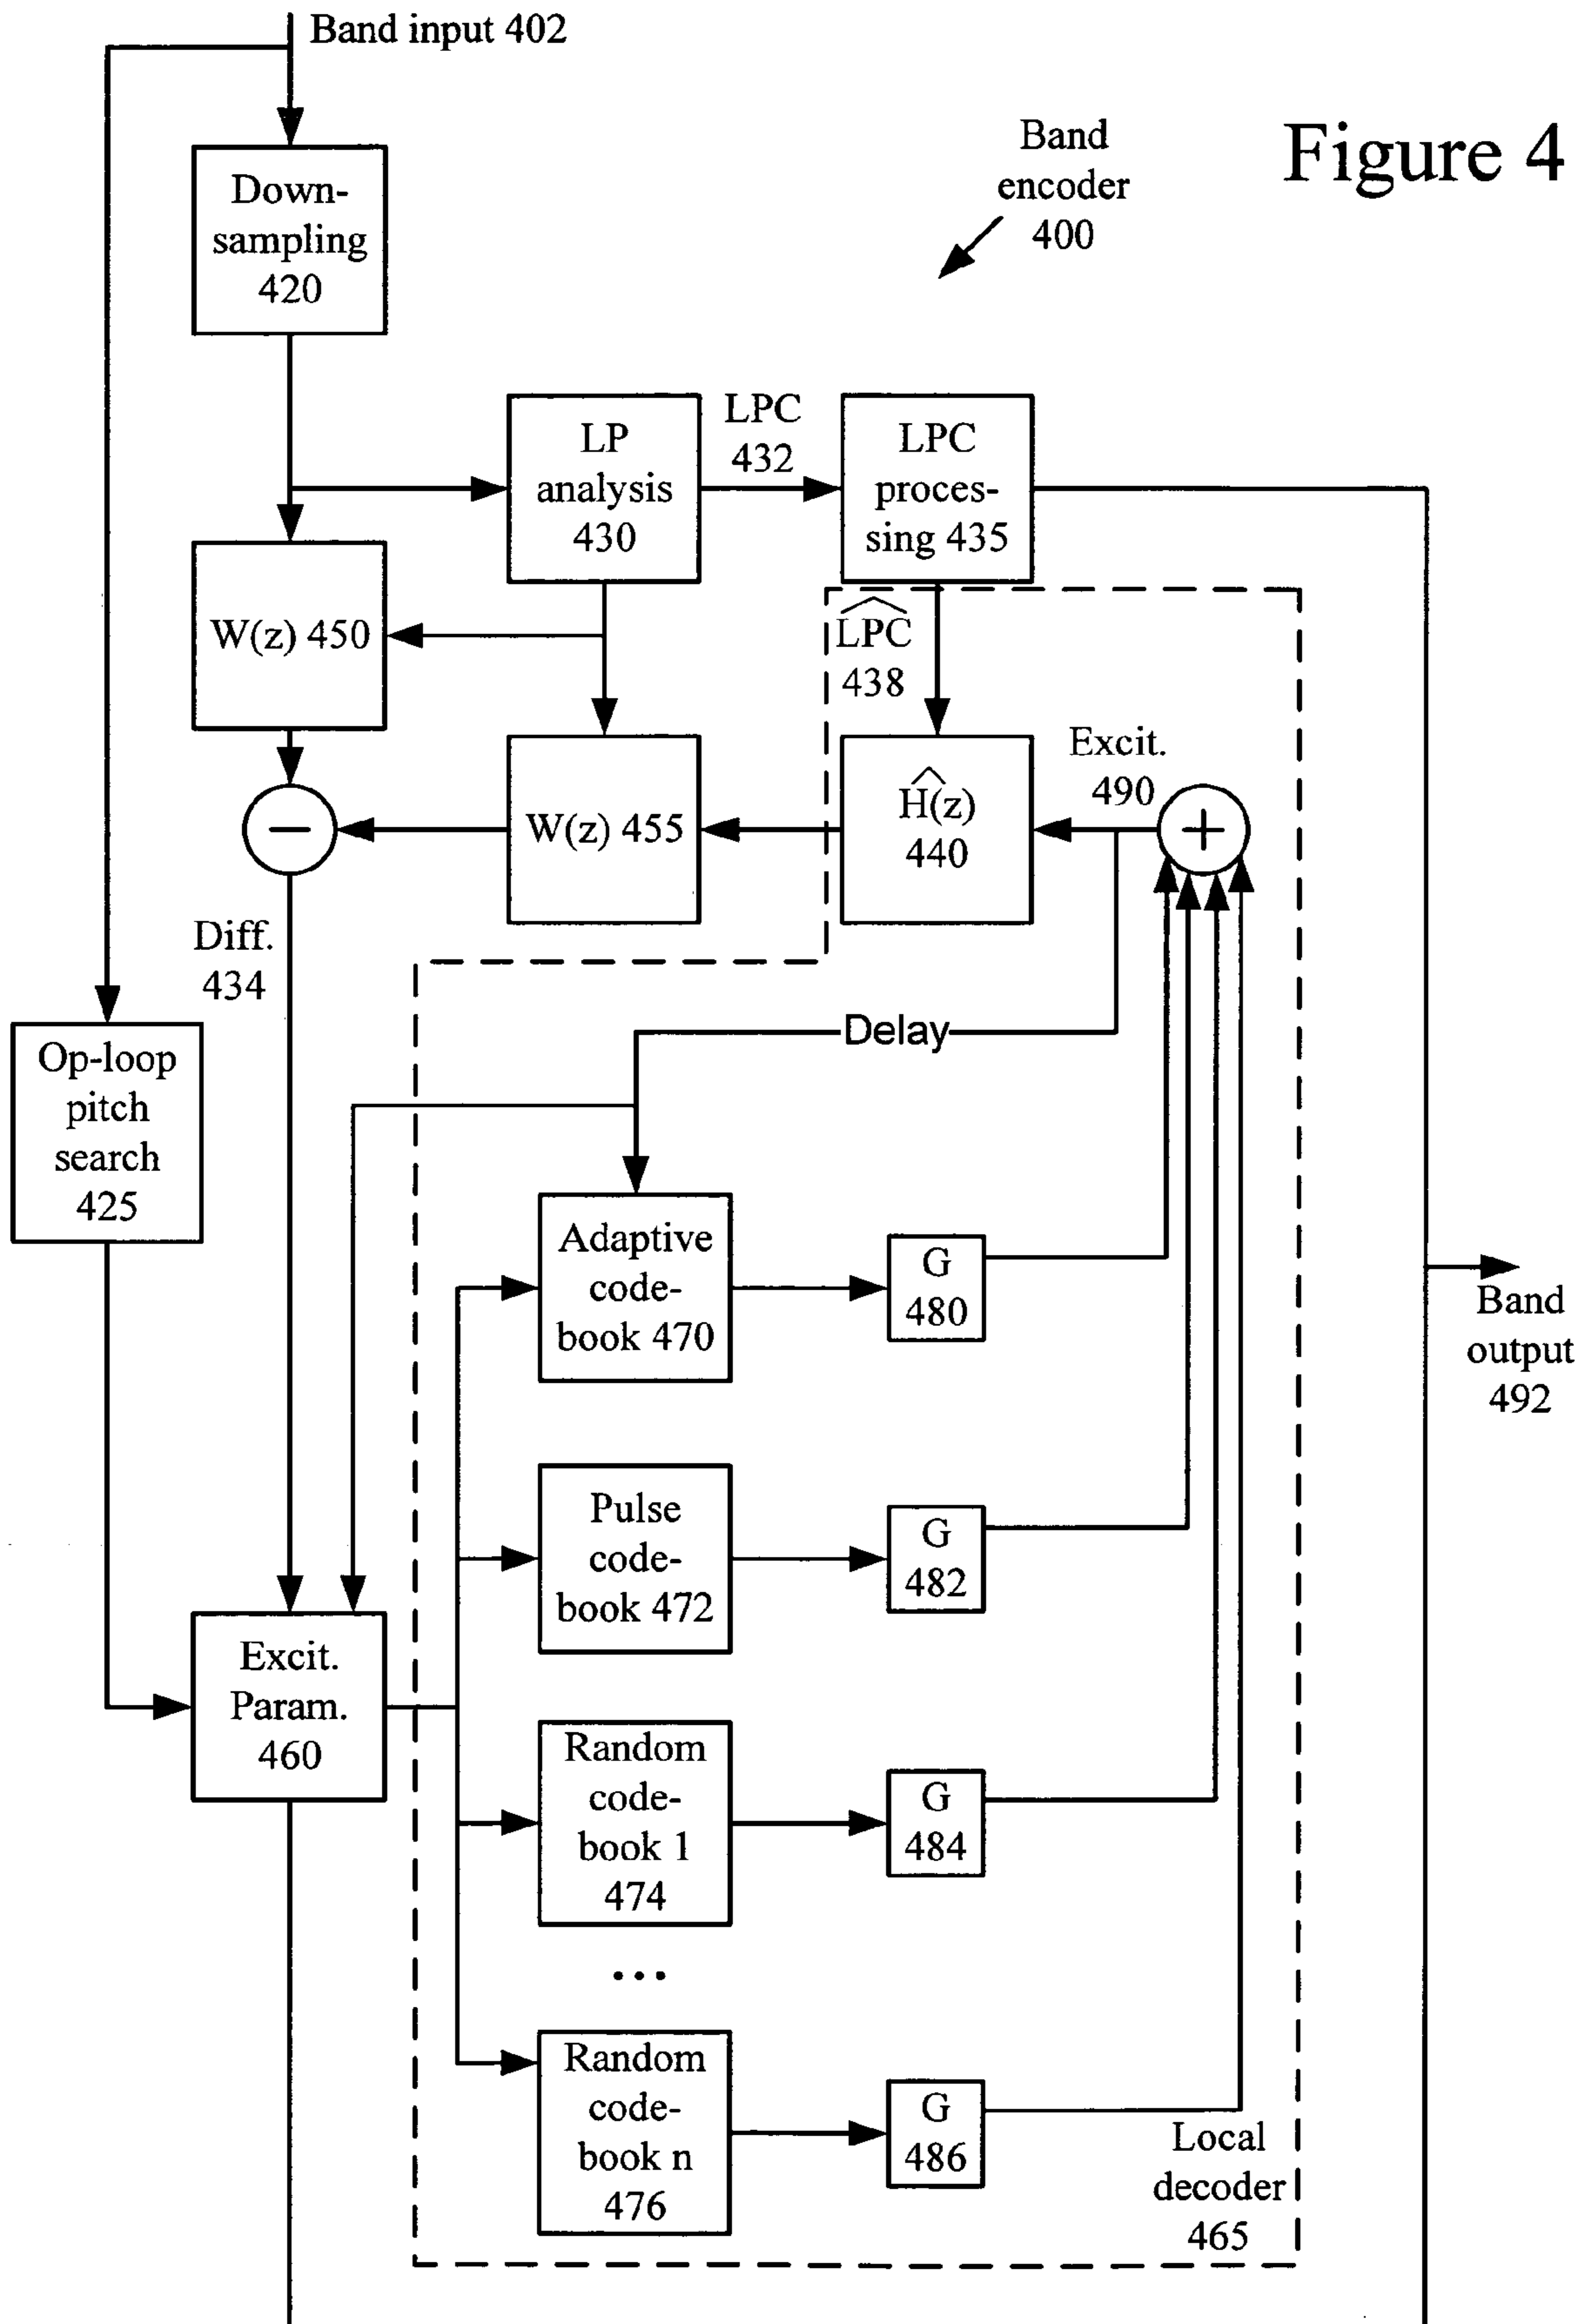 Band input 402
Figure 4
Band
encoder
400
Down-
sampling
420
LP
analysis
430
LPC
432
LPC
proces-
sing 435
W(z) 450
LPC
438
Excit.
490
W(z) 455
Ĥ(z)
440
+
−
Diff.
434
Delay
Op-loop
pitch
search
425
Adaptive
code-
book 470
G
480
Band
output
492
Pulse
code-
book 472
G
482
Excit.
Param.
460
Random
code-
book 1
474
G
484
...
Random
code-
book n
476
G
486
Local
decoder
465